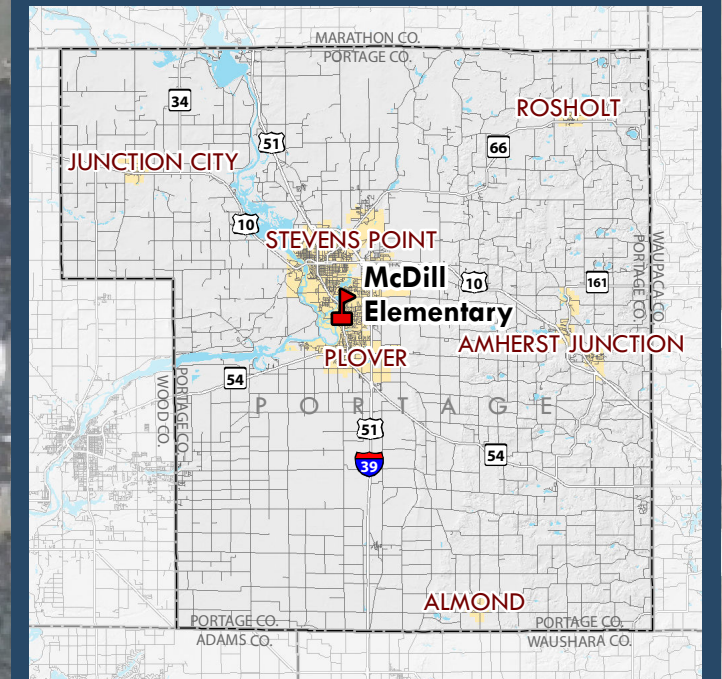 MARATHON CO.
PORTAGE CO.
34
ROSHOLT
51
66
JUNCTION CITY
10
STEVENS POINT
WAUPACA CO.
PORTAGE CO.
McDill
Elementary
10
161
PLOVER
AMHERST JUNCTION
54
PORTAGE CO.
WOOD CO.
PORTAGE
51
39
54
ALMOND
PORTAGE CO.
ADAMS CO.
PORTAGE CO.
WAUSHARA CO.